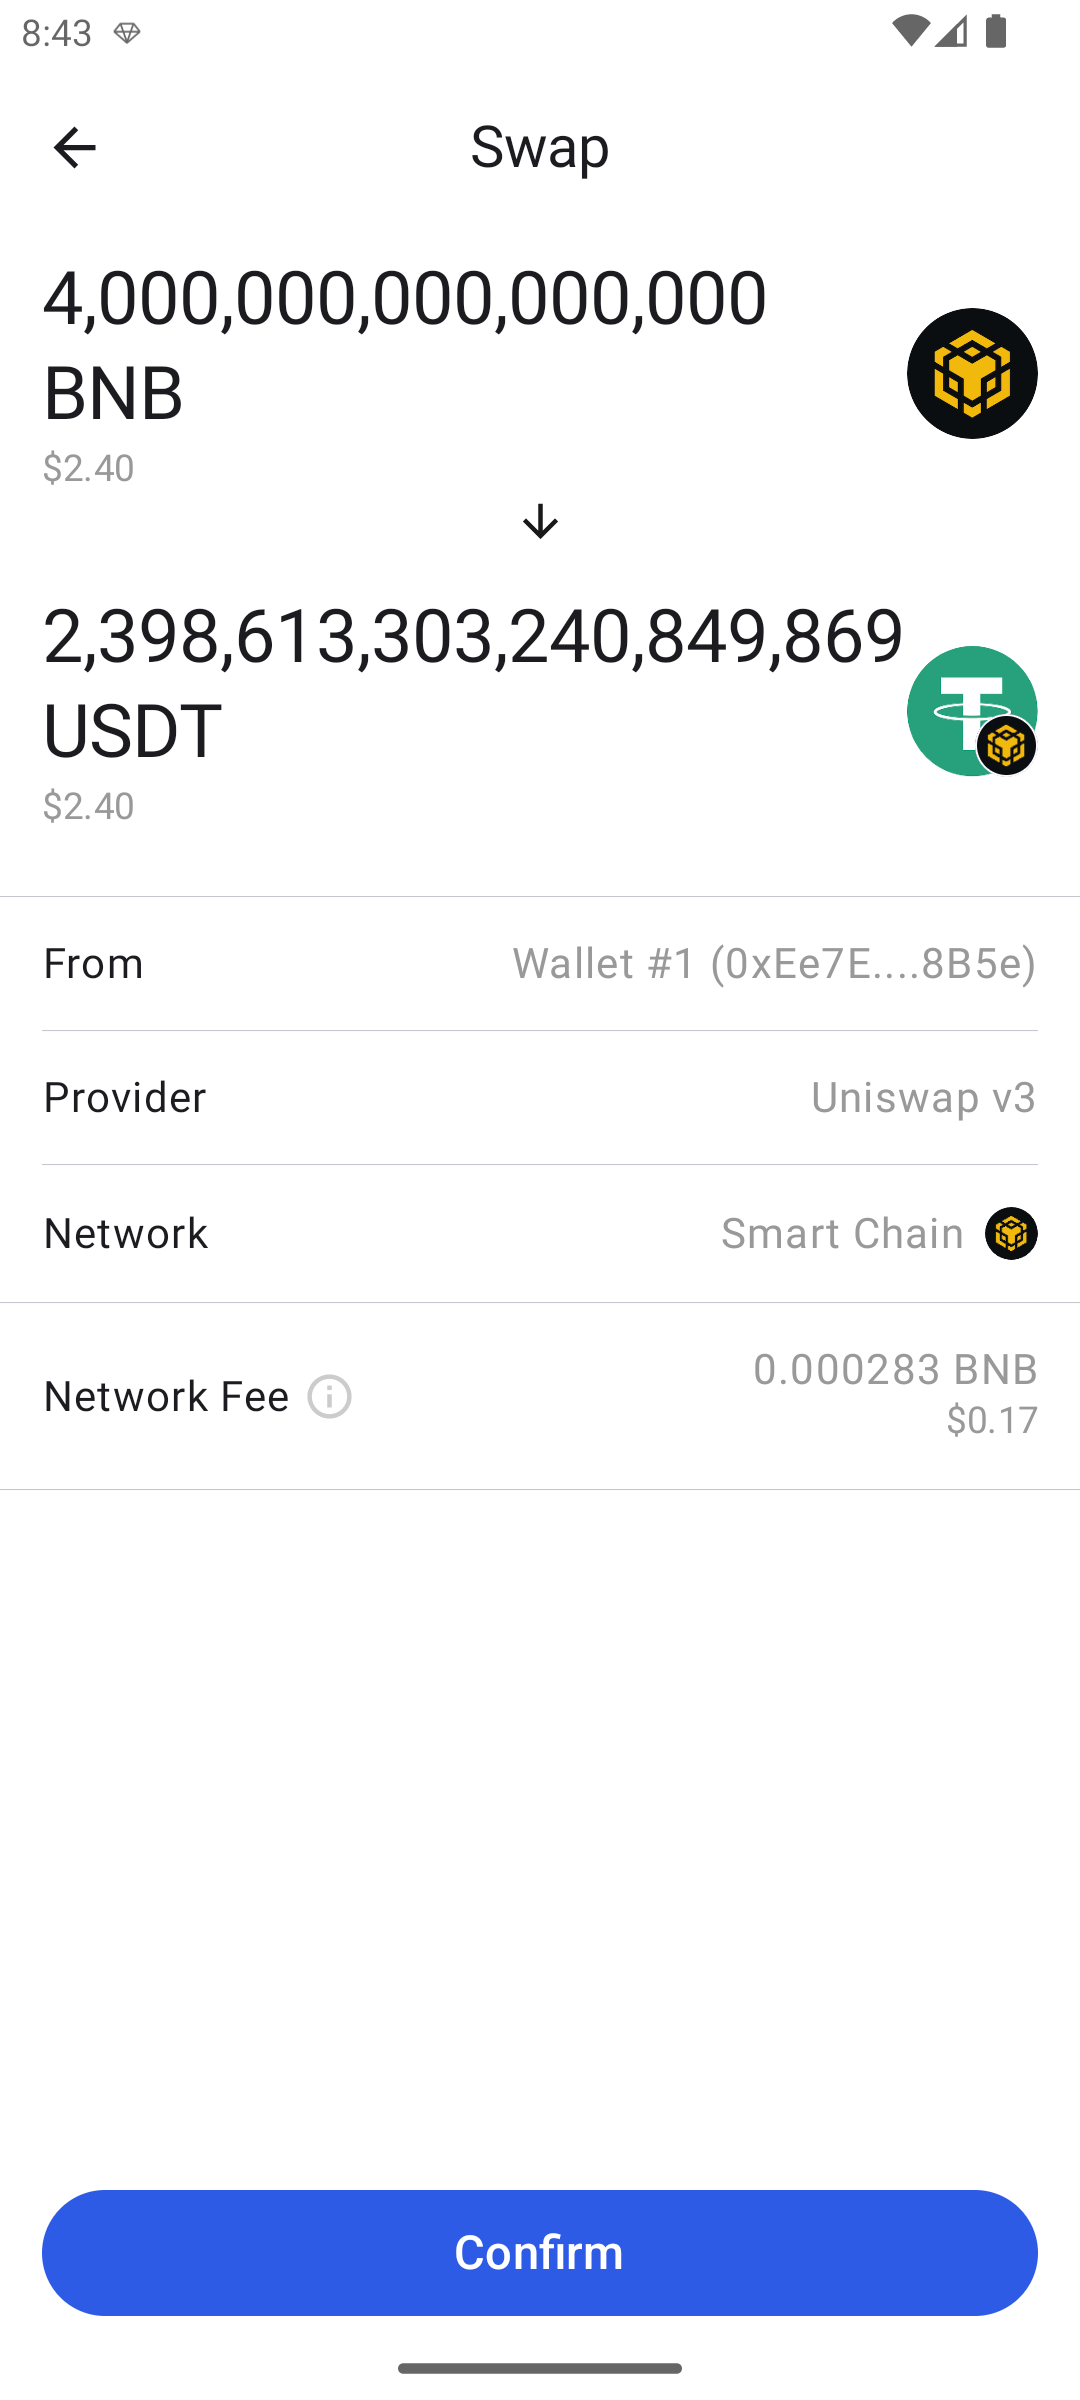 8:43
Swap
4,000,000,000,000,000
BNB
$2.40
2,398,613,303,240,849,869
USDT
$2.40
From Wallet #1 (0xEe7E....8B5e)
Provider Uniswap v3
Network Smart Chain
Network Fee 0.000283 BNB
$0.17
Confirm